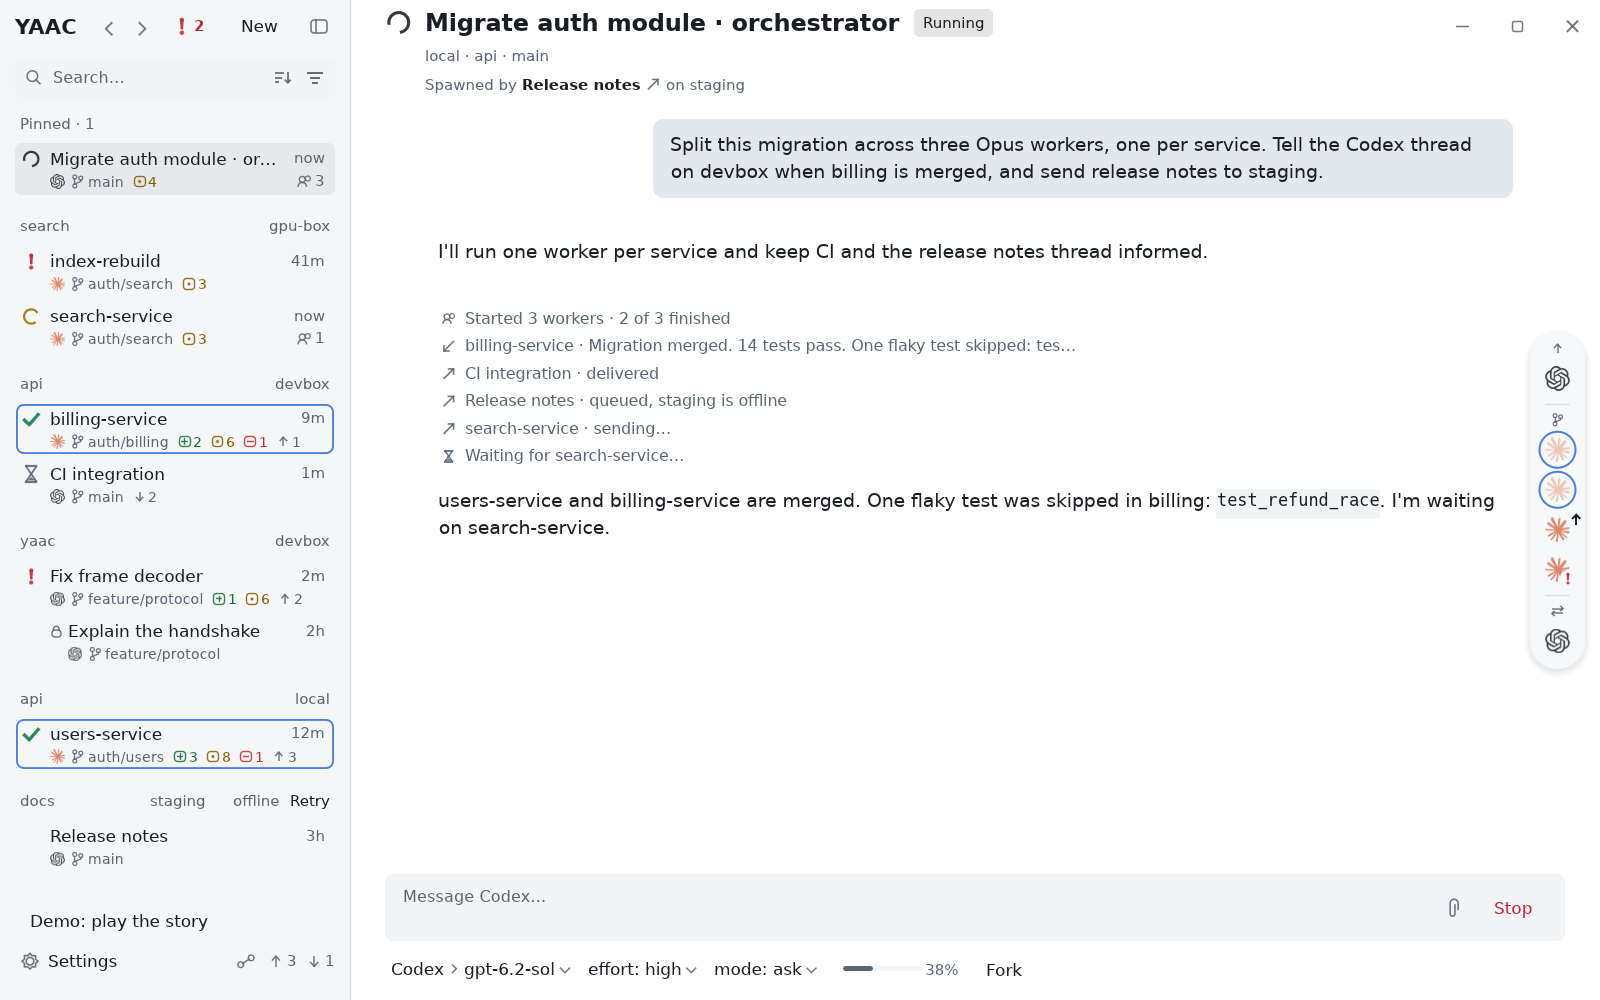 YAAC
2
New
Search…
Pinned · 1
Migrate auth module · or… now
main 4 3
search gpu-box
index-rebuild 41m
auth/search 3
search-service now
auth/search 3 1
api devbox
billing-service 9m
auth/billing 2 6 1 ↑1
CI integration 1m
main ↓2
yaac devbox
Fix frame decoder 2m
feature/protocol 1 6 ↑2
Explain the handshake 2h
feature/protocol
api local
users-service 12m
auth/users 3 8 1 ↑3
docs staging offline Retry
Release notes 3h
main
Demo: play the story
Settings ↑3 ↓1
Migrate auth module · orchestrator Running
local · api · main
Spawned by Release notes ↗ on staging
Split this migration across three Opus workers, one per service. Tell the Codex thread
on devbox when billing is merged, and send release notes to staging.
I'll run one worker per service and keep CI and the release notes thread informed.
Started 3 workers · 2 of 3 finished
billing-service · Migration merged. 14 tests pass. One flaky test skipped: tes…
CI integration · delivered
Release notes · queued, staging is offline
search-service · sending…
Waiting for search-service…
users-service and billing-service are merged. One flaky test was skipped in billing: test_refund_race. I'm waiting
on search-service.
Message Codex…
Stop
Codex gpt-6.2-sol effort: high mode: ask 38% Fork